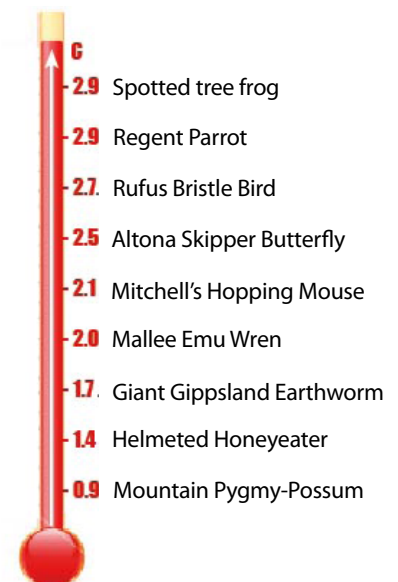 C
2.9 Spotted tree frog
2.9 Regent Parrot
2.7. Rufus Bristle Bird
2.5 Altona Skipper Butterfly
2.1 Mitchell's Hopping Mouse
2.0 Mallee Emu Wren
1.7. Giant Gippsland Earthworm
1.4 Helmeted Honeyeater
0.9 Mountain Pygmy-Possum